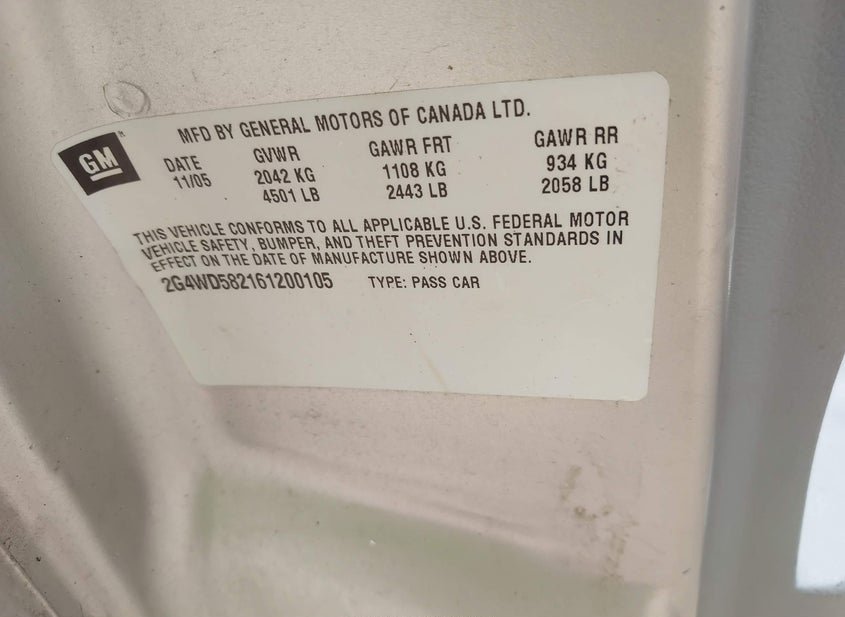 GM
MFD BY GENERAL MOTORS OF CANADA LTD.
DATE GVWR GAWR FRT GAWR RR
11/05 2042 KG 1108 KG 934 KG
4501 LB 2443 LB 2058 LB
THIS VEHICLE CONFORMS TO ALL APPLICABLE U.S. FEDERAL MOTOR
VEHICLE SAFETY, BUMPER, AND THEFT PREVENTION STANDARDS IN
EFFECT ON THE DATE OF MANUFACTURE SHOWN ABOVE.
2G4WD582161200105 TYPE: PASS CAR